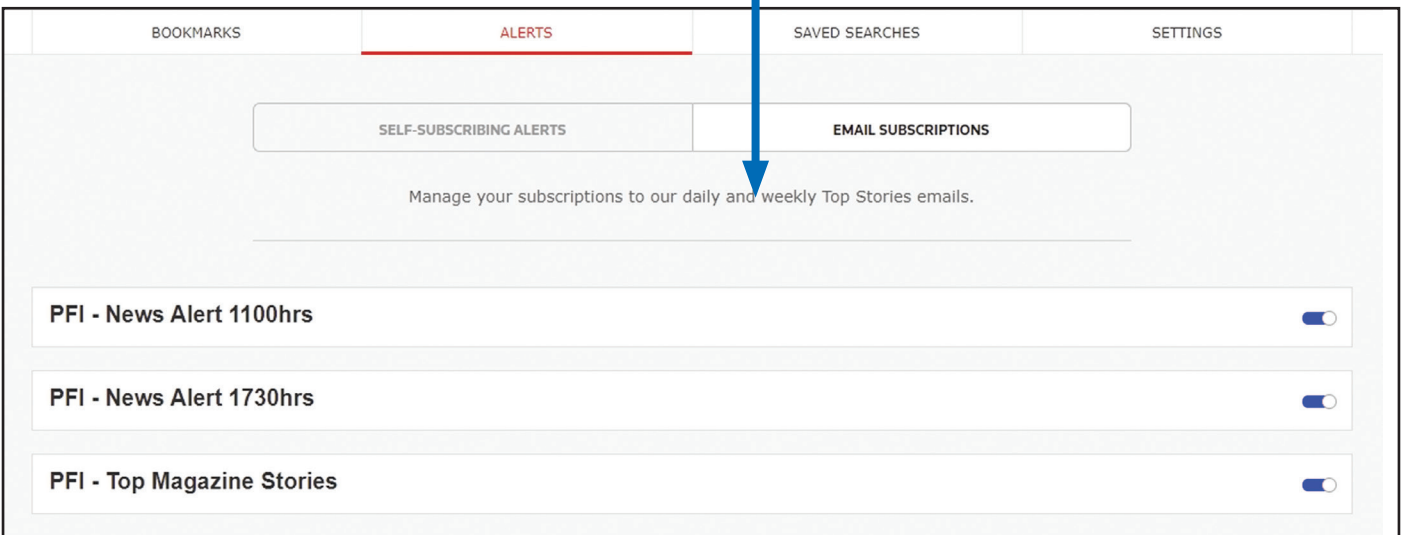 BOOKMARKS ALERTS SAVED SEARCHES SETTINGS
SELF-SUBSCRIBING ALERTS EMAIL SUBSCRIPTIONS
Manage your subscriptions to our daily and weekly Top Stories emails.
PFI - News Alert 1100hrs
PFI - News Alert 1730hrs
PFI - Top Magazine Stories